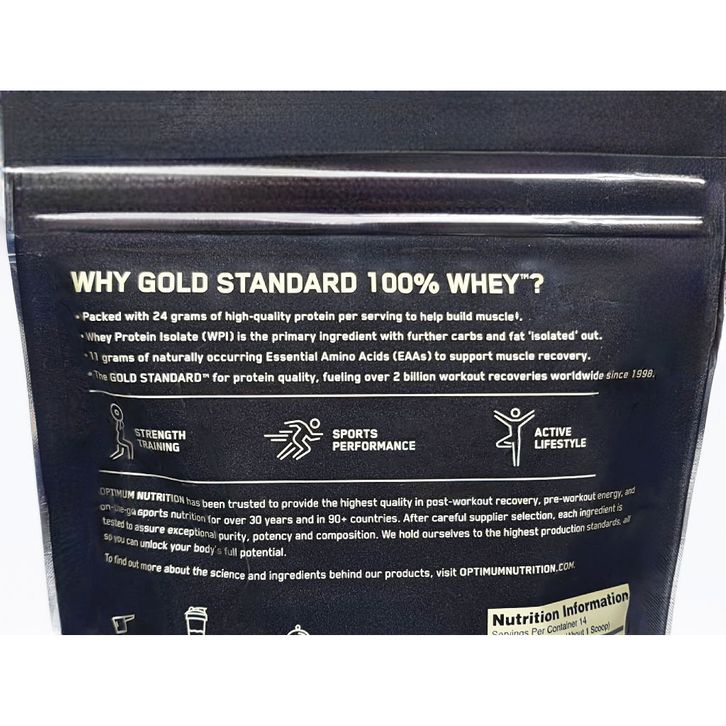 WHY GOLD STANDARD 100% WHEY™?
• Packed with 24 grams of high-quality protein per serving to help build muscle‡.
• Whey Protein Isolate (WPI) is the primary ingredient with further carbs and fat 'isolated' out.
• 11 grams of naturally occurring Essential Amino Acids (EAAs) to support muscle recovery.
• The GOLD STANDARD™ for protein quality, fueling over 2 billion workout recoveries worldwide since 1998.
STRENGTH
TRAINING
SPORTS
PERFORMANCE
ACTIVE
LIFESTYLE
OPTIMUM NUTRITION has been trusted to provide the highest quality in post-workout recovery, pre-workout energy, and
on-the-go sports nutrition for over 30 years and in 90+ countries. After careful supplier selection, each ingredient is
tested to assure exceptional purity, potency and composition. We hold ourselves to the highest production standards, all
so you can unlock your body's full potential.
To find out more about the science and ingredients behind our products, visit OPTIMUMNUTRITION.COM.
Nutrition Information
Servings Per Container 14
(About 1 Scoop)